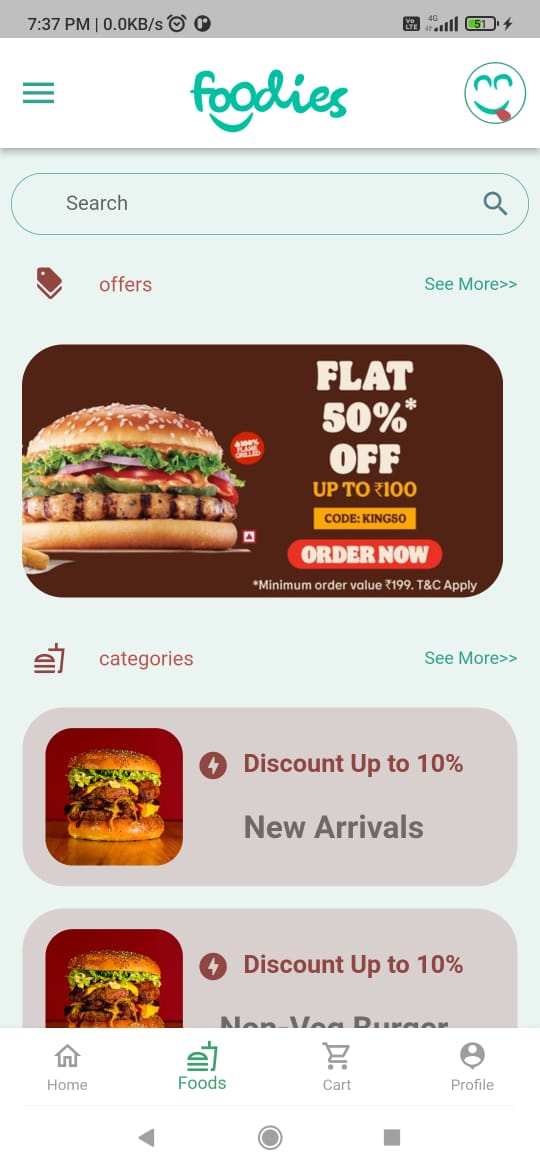 7:37 PM | 0.0KB/s
Vo LTE 4G 51
foodies
Search
offers See More>>
100%
FLAME
GRILLED
FLAT
50%*
OFF
UP TO ₹100
CODE: KING50
ORDER NOW
*Minimum order value ₹199. T&C Apply
categories See More>>
Discount Up to 10%
New Arrivals
Discount Up to 10%
Non-Veg Burger
Home Foods Cart Profile